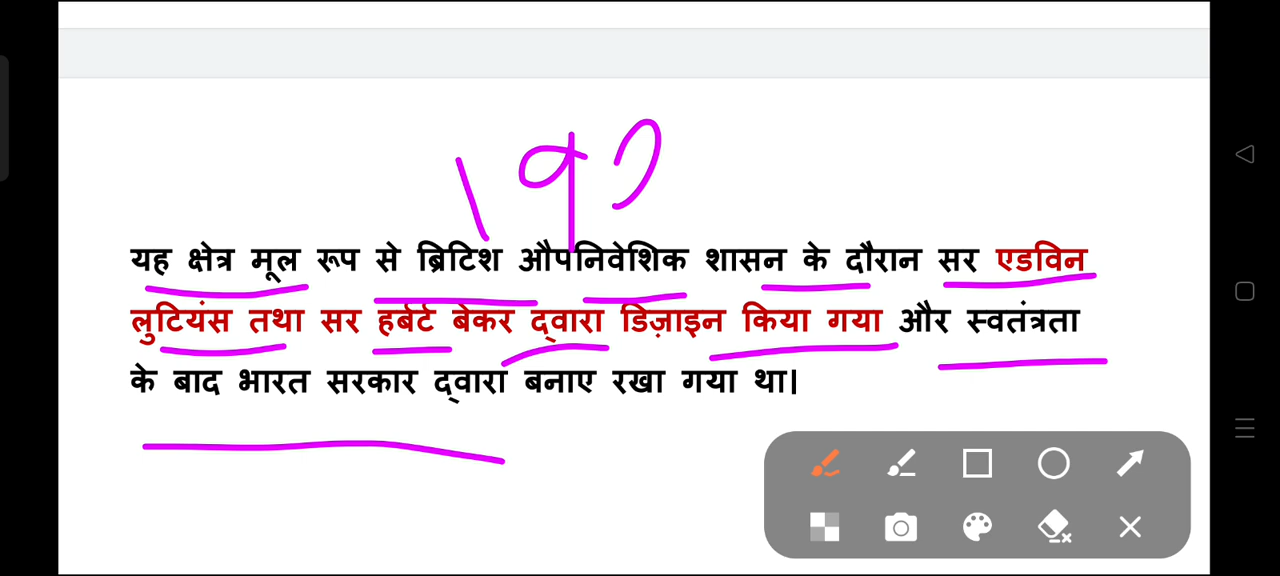 यह क्षेत्र मूल रूप से ब्रिटिश औपनिवेशिक शासन के दौरान सर एडविन
लुटियंस तथा सर हर्बर्ट बेकर द्वारा डिज़ाइन किया गया और स्वतंत्रता
के बाद भारत सरकार द्वारा बनाए रखा गया था।